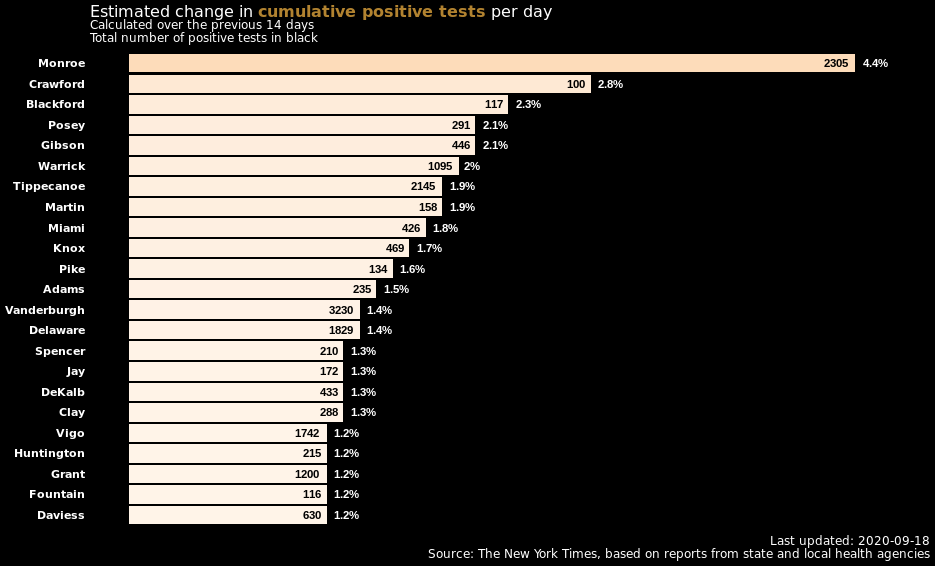 Estimated change in cumulative positive tests per day
Calculated over the previous 14 days
Total number of positive tests in black
Monroe 2305 4.4%
Crawford 100 2.8%
Blackford 117 2.3%
Posey 291 2.1%
Gibson 446 2.1%
Warrick 1095 2%
Tippecanoe 2145 1.9%
Martin 158 1.9%
Miami 426 1.8%
Knox 469 1.7%
Pike 134 1.6%
Adams 235 1.5%
Vanderburgh 3230 1.4%
Delaware 1829 1.4%
Spencer 210 1.3%
Jay 172 1.3%
DeKalb 433 1.3%
Clay 288 1.3%
Vigo 1742 1.2%
Huntington 215 1.2%
Grant 1200 1.2%
Fountain 116 1.2%
Daviess 630 1.2%
Last updated: 2020-09-18
Source: The New York Times, based on reports from state and local health agencies